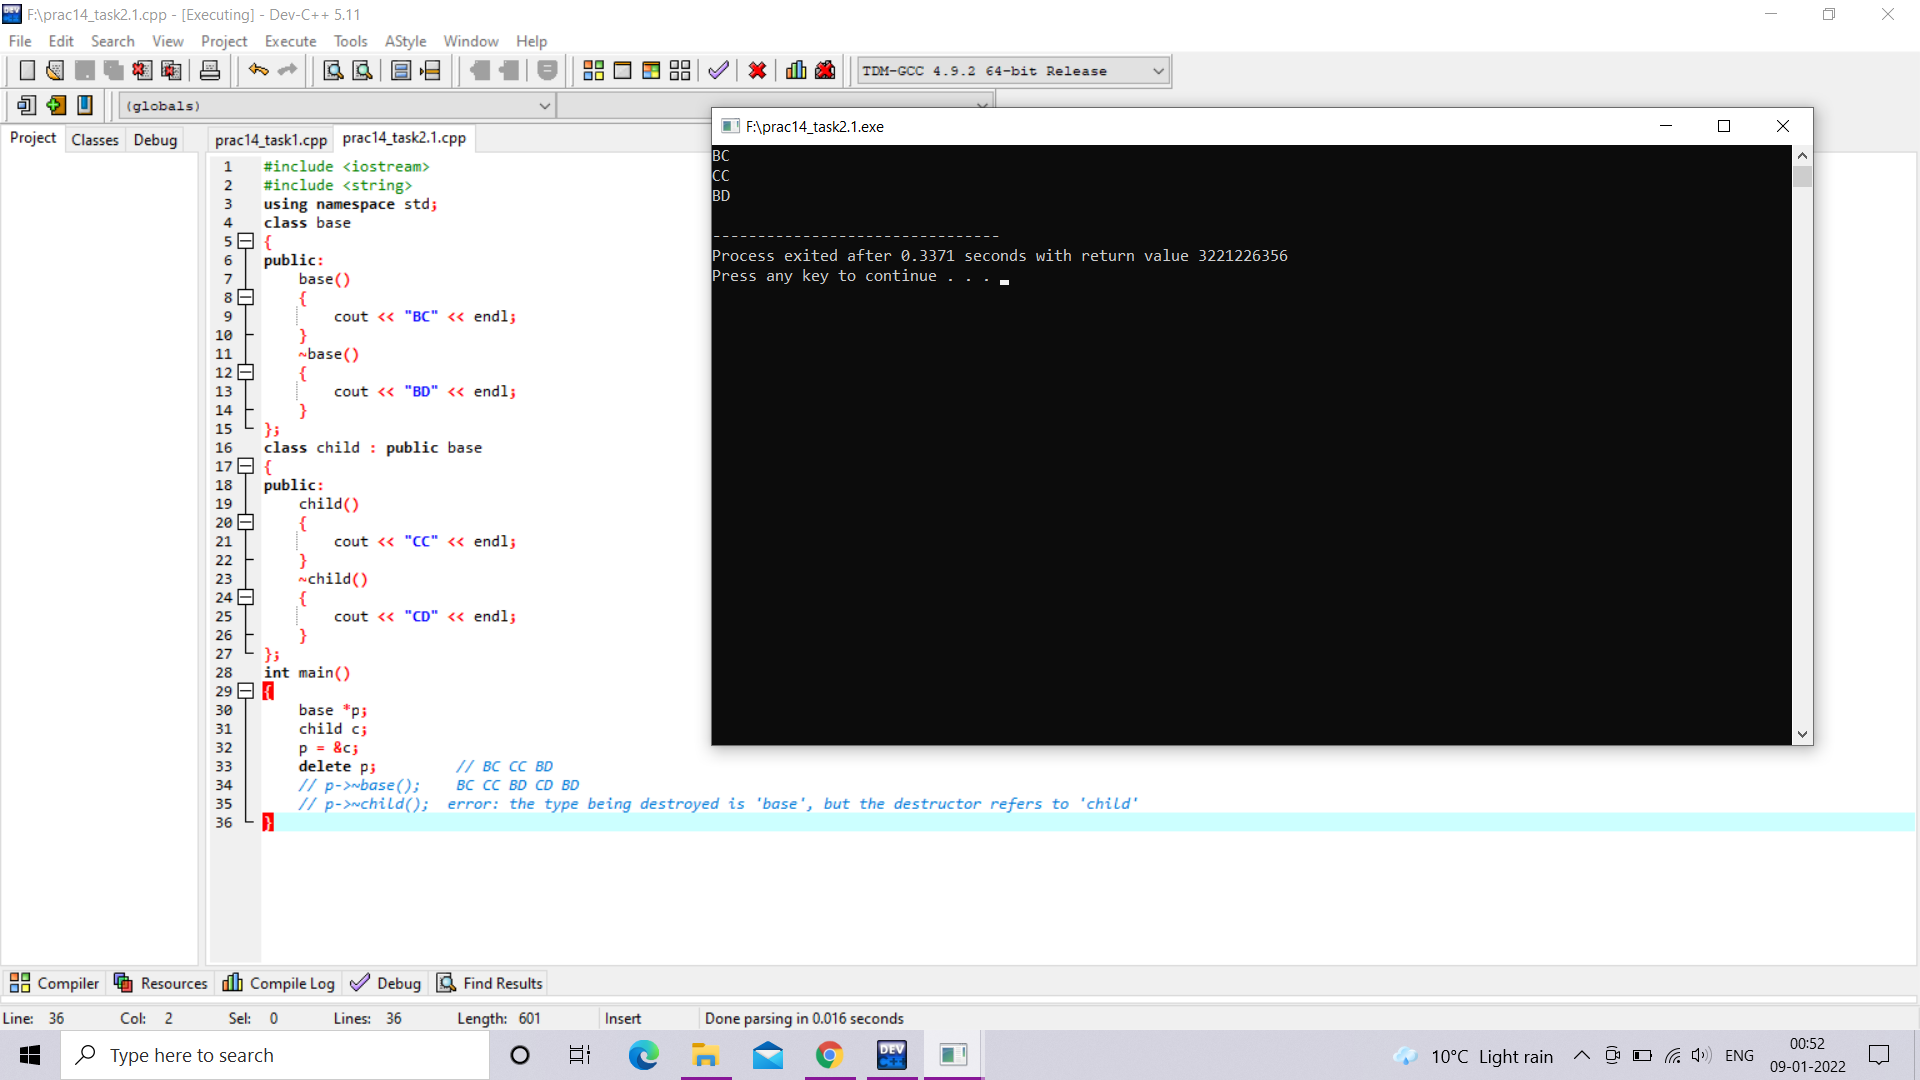 F:\prac14_task2.1.cpp - [Executing] - Dev-C++ 5.11
File Edit Search View Project Execute Tools AStyle Window Help
TDM-GCC 4.9.2 64-bit Release
(globals)
Project Classes Debug
prac14_task1.cpp prac14_task2.1.cpp
1 #include <iostream>
2 #include <string>
3 using namespace std;
4 class base
5 {
6 public:
7 base()
8 {
9 cout << "BC" << endl;
10 }
11 ~base()
12 {
13 cout << "BD" << endl;
14 }
15 };
16 class child : public base
17 {
18 public:
19 child()
20 {
21 cout << "CC" << endl;
22 }
23 ~child()
24 {
25 cout << "CD" << endl;
26 }
27 };
28 int main()
29 {
30 base *p;
31 child c;
32 p = &c;
33 delete p; // BC CC BD
34 // p->~base(); BC CC BD CD BD
35 // p->~child(); error: the type being destroyed is 'base', but the destructor refers to 'child'
36 }
F:\prac14_task2.1.exe
BC
CC
BD
--------------------------------
Process exited after 0.3371 seconds with return value 3221226356
Press any key to continue . . .
Compiler Resources Compile Log Debug Find Results
Line: 36 Col: 2 Sel: 0 Lines: 36 Length: 601 Insert Done parsing in 0.016 seconds
Type here to search
DEV C++
10°C Light rain
ENG
00:52
09-01-2022